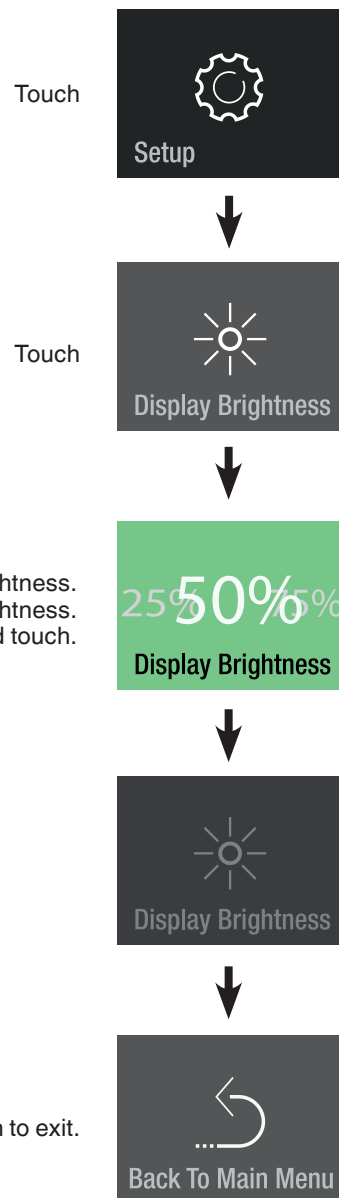 Touch
Setup
Touch
Display Brightness
htness.
htness.
d touch.
25% 50% 75%
Display Brightness
Display Brightness
n to exit.
Back To Main Menu